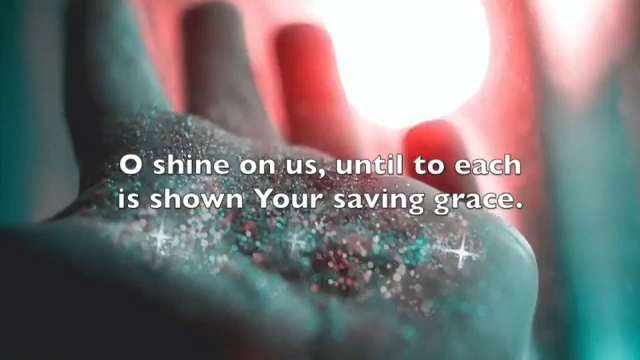 O shine on us, until to each
is shown Your saving grace.